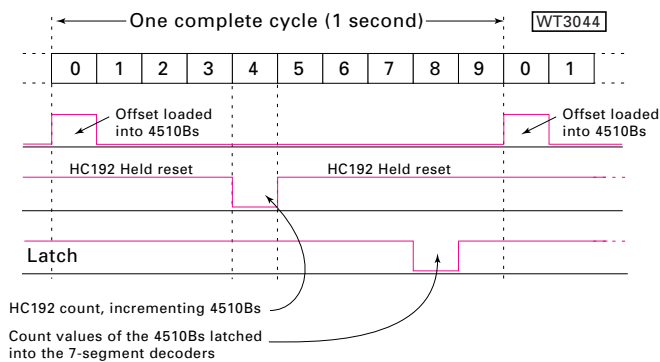 One complete cycle (1 second)
WT3044
0 1 2 3 4 5 6 7 8 9 0 1
Offset loaded
into 4510Bs
Offset loaded
into 4510Bs
HC192 Held reset
HC192 Held reset
Latch
HC192 count, incrementing 4510Bs
Count values of the 4510Bs latched
into the 7-segment decoders